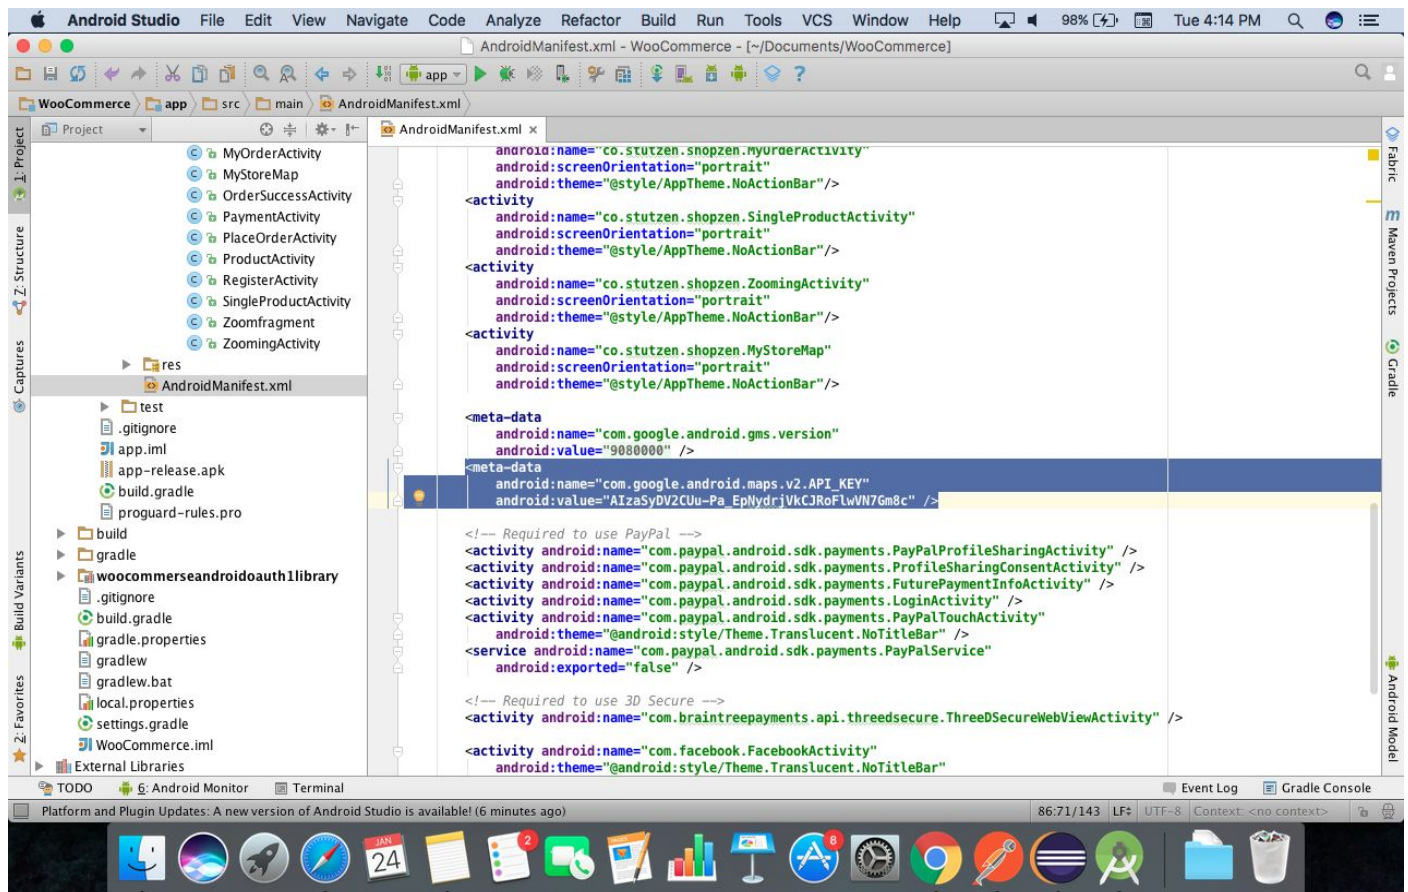 Android Studio File Edit View Navigate Code Analyze Refactor Build Run Tools VCS Window Help 98% Tue 4:14 PM
AndroidManifest.xml - WooCommerce - [~/Documents/WooCommerce]
app
WooCommerce app src main AndroidManifest.xml
Project AndroidManifest.xml
1: Project
Z: Structure
Captures
Build Variants
2: Favorites
MyOrderActivity
MyStoreMap
OrderSuccessActivity
PaymentActivity
PlaceOrderActivity
ProductActivity
RegisterActivity
SingleProductActivity
Zoomfragment
ZoomingActivity
res
AndroidManifest.xml
test
.gitignore
app.iml
app-release.apk
build.gradle
proguard-rules.pro
build
gradle
woocommerseandroidoauth1library
.gitignore
build.gradle
gradle.properties
gradlew
gradlew.bat
local.properties
settings.gradle
WooCommerce.iml
External Libraries
android:name="co.stutzen.shopzen.MyOrderActivity"
android:screenOrientation="portrait"
android:theme="@style/AppTheme.NoActionBar"/>
<activity
android:name="co.stutzen.shopzen.SingleProductActivity"
android:screenOrientation="portrait"
android:theme="@style/AppTheme.NoActionBar"/>
<activity
android:name="co.stutzen.shopzen.ZoomingActivity"
android:screenOrientation="portrait"
android:theme="@style/AppTheme.NoActionBar"/>
<activity
android:name="co.stutzen.shopzen.MyStoreMap"
android:screenOrientation="portrait"
android:theme="@style/AppTheme.NoActionBar"/>
<meta-data
android:name="com.google.android.gms.version"
android:value="9080000" />
<meta-data
android:name="com.google.android.maps.v2.API_KEY"
android:value="AIzaSyDV2CUu-Pa_EpNydrjVkCJRoFlwVN7Gm8c" />
<!-- Required to use PayPal -->
<activity android:name="com.paypal.android.sdk.payments.PayPalProfileSharingActivity" />
<activity android:name="com.paypal.android.sdk.payments.ProfileSharingConsentActivity" />
<activity android:name="com.paypal.android.sdk.payments.FuturePaymentInfoActivity" />
<activity android:name="com.paypal.android.sdk.payments.LoginActivity" />
<activity android:name="com.paypal.android.sdk.payments.PayPalTouchActivity"
android:theme="@android:style/Theme.Translucent.NoTitleBar" />
<service android:name="com.paypal.android.sdk.payments.PayPalService"
android:exported="false" />
<!-- Required to use 3D Secure -->
<activity android:name="com.braintreepayments.api.threedsecure.ThreeDSecureWebViewActivity" />
<activity android:name="com.facebook.FacebookActivity"
android:theme="@android:style/Theme.Translucent.NoTitleBar"
Fabric
m Maven Projects
Gradle
Android Model
TODO 6: Android Monitor Terminal Event Log Gradle Console
Platform and Plugin Updates: A new version of Android Studio is available! (6 minutes ago) 86:71/143 LF÷ UTF-8 Context: <no context>
JAN
24
2
8